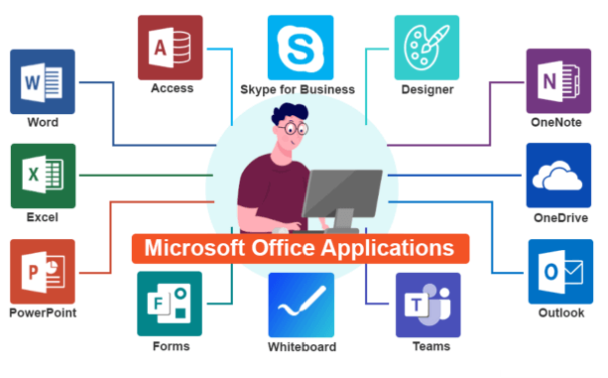 Access
Skype for Business
Designer
Word
OneNote
Excel
OneDrive
Microsoft Office Applications
PowerPoint
Outlook
Forms
Whiteboard
Teams
A
S
W
N
X
P
O
F
T